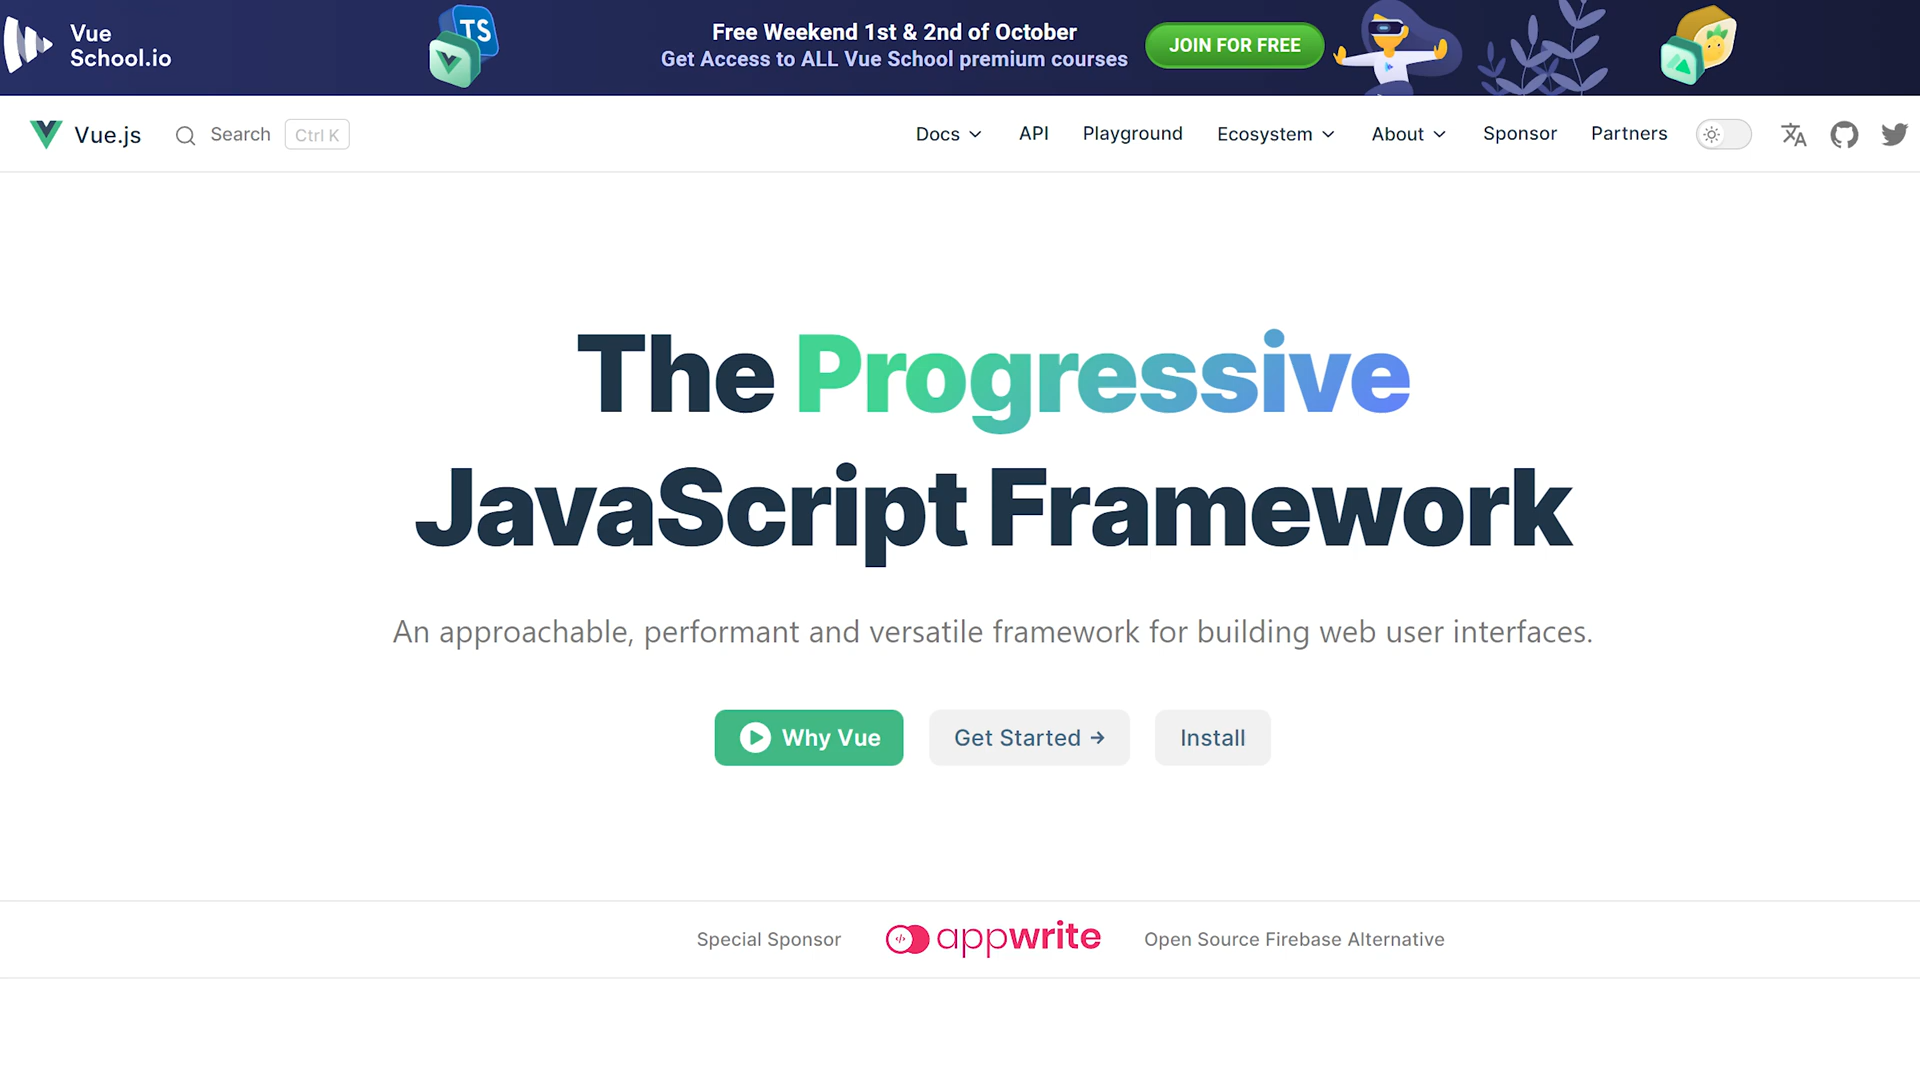 Vue
School.io
TS
Free Weekend 1st & 2nd of October
Get Access to ALL Vue School premium courses
JOIN FOR FREE
Vue.js
Search
Ctrl K
Docs
API
Playground
Ecosystem
About
Sponsor
Partners
The Progressive
JavaScript Framework
An approachable, performant and versatile framework for building web user interfaces.
Why Vue
Get Started →
Install
Special Sponsor
appwrite
Open Source Firebase Alternative